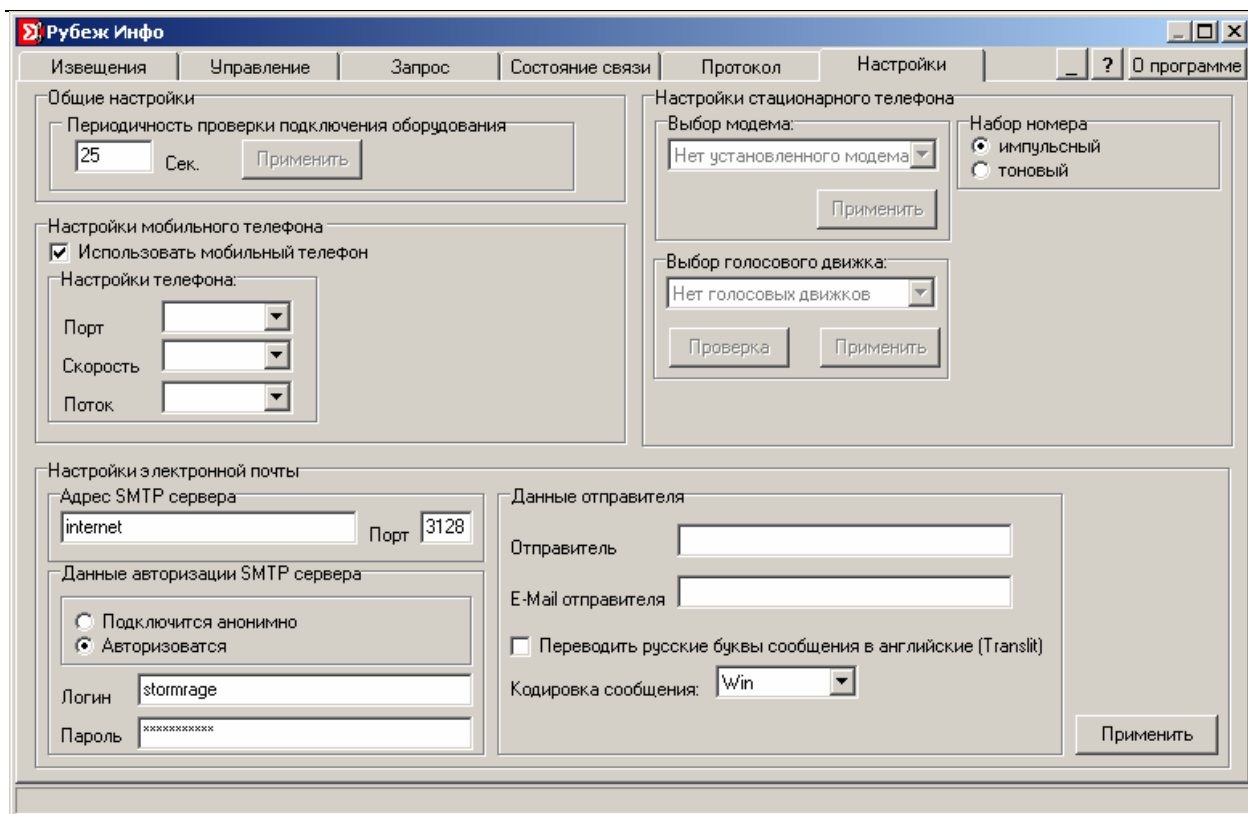 Рубеж Инфо
Извещения Управление Запрос Состояние связи Протокол Настройки _ ? О программе
Общие настройки
Периодичность проверки подключения оборудования
25 Сек. Применить
Настройки мобильного телефона
Использовать мобильный телефон
Настройки телефона:
Порт
Скорость
Поток
Настройки стационарного телефона
Выбор модема:
Нет установленного модема
Применить
Набор номера
импульсный
тоновый
Выбор голосового движка:
Нет голосовых движков
Проверка Применить
Настройки электронной почты
Адрес SMTP сервера
internet Порт 3128
Данные авторизации SMTP сервера
Подключится анонимно
Авторизоватся
Логин stormrage
Пароль xxxxxxxxxxx
Данные отправителя
Отправитель
E-Mail отправителя
Переводить русские буквы сообщения в английские (Translit)
Кодировка сообщения: Win
Применить